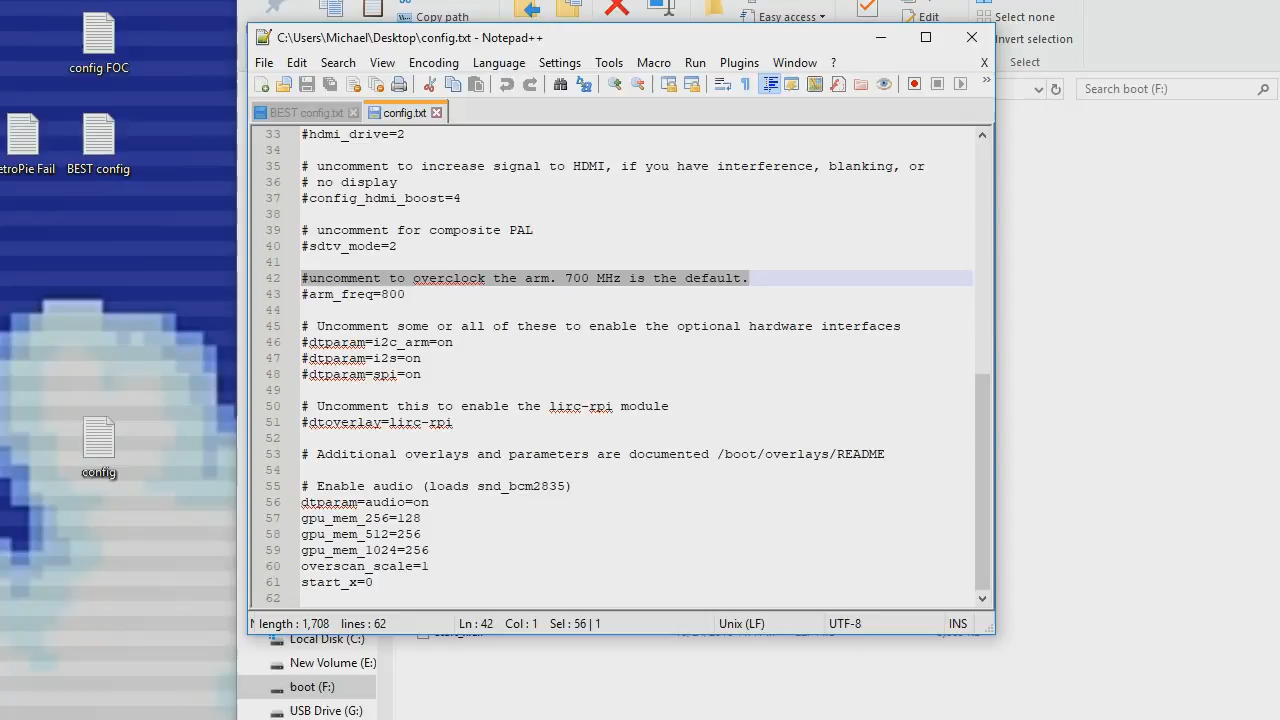 Copy path
Easy access
Edit
Select none
Invert selection
Select
Search boot (F:)
config FOC
etroPie Fail
BEST config
config
C:\Users\Michael\Desktop\config.txt - Notepad++
File Edit Search View Encoding Language Settings Tools Macro Run Plugins Window ? X
BEST config.txt
config.txt
33 #hdmi_drive=2
34
35 # uncomment to increase signal to HDMI, if you have interference, blanking, or
36 # no display
37 #config_hdmi_boost=4
38
39 # uncomment for composite PAL
40 #sdtv_mode=2
41
42 #uncomment to overclock the arm. 700 MHz is the default.
43 #arm_freq=800
44
45 # Uncomment some or all of these to enable the optional hardware interfaces
46 #dtparam=i2c_arm=on
47 #dtparam=i2s=on
48 #dtparam=spi=on
49
50 # Uncomment this to enable the lirc-rpi module
51 #dtoverlay=lirc-rpi
52
53 # Additional overlays and parameters are documented /boot/overlays/README
54
55 # Enable audio (loads snd_bcm2835)
56 dtparam=audio=on
57 gpu_mem_256=128
58 gpu_mem_512=256
59 gpu_mem_1024=256
60 overscan_scale=1
61 start_x=0
62
length : 1,708 lines : 62 Ln : 42 Col : 1 Sel : 56 | 1 Unix (LF) UTF-8 INS
Local Disk (C:)
New Volume (E:)
boot (F:)
USB Drive (G:)